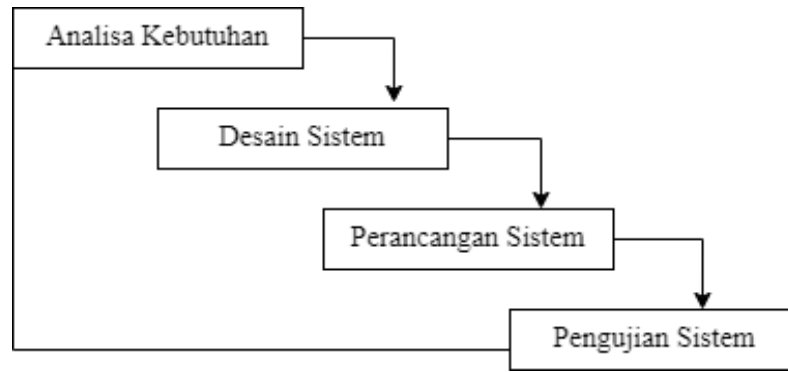 Analisa Kebutuhan
Desain Sistem
Perancangan Sistem
Pengujian Sistem